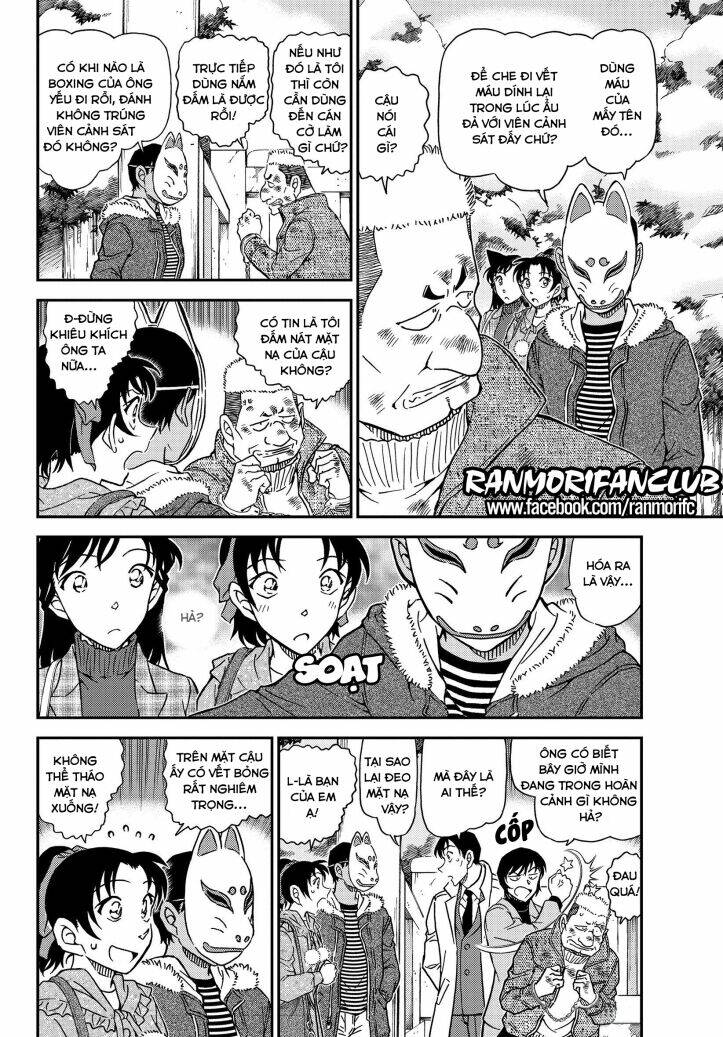 DÙNG
MÁU
CỦA
MẤY TÊN
ĐÓ...
ĐỂ CHE ĐI VẾT
MÁU DÍNH LẠI
TRONG LÚC ẨU
ĐẢ VỚI VIÊN CẢNH
SÁT ĐẤY CHỨ?
CẬU
NÓI
CÁI
GÌ?
NẾU NHƯ
ĐÓ LÀ TÔI
THÌ CÒN
CẦN DÙNG
ĐẾN CÁN
CỜ LÀM
GÌ CHỨ?
TRỰC TIẾP
DÙNG NẮM
ĐẤM LÀ ĐƯỢC
RỒI!
CÓ KHI NÀO LÀ
BOXING CỦA ÔNG
YẾU ĐI RỒI, ĐÁNH
KHÔNG TRÚNG
VIÊN CẢNH SÁT
ĐÓ KHÔNG?
CÓ TIN LÀ TÔI
ĐẤM NÁT MẶT
NẠ CỦA CẬU
KHÔNG?
Đ-ĐỪNG
KHIÊU KHÍCH
ÔNG TA
NỮA...
RANMORIFANCLUB
www.facebook.com/ranmorifc
HÓA RA
LÀ VẬY...
HẢ?
SOẠT
ÔNG CÓ BIẾT
BÂY GIỜ MÌNH
ĐANG TRONG HOÀN
CẢNH GÌ KHÔNG
HẢ?
CỐP
ĐAU
QUÁ!
MÀ ĐÂY LÀ
AI THẾ?
TẠI SAO
LẠI ĐEO
MẶT NẠ
VẬY?
L-LÀ BẠN
CỦA EM
Ạ!
TRÊN MẶT CẬU
ẤY CÓ VẾT BỎNG
RẤT NGHIÊM
TRỌNG...
KHÔNG
THỂ THÁO
MẶT NẠ
XUỐNG!